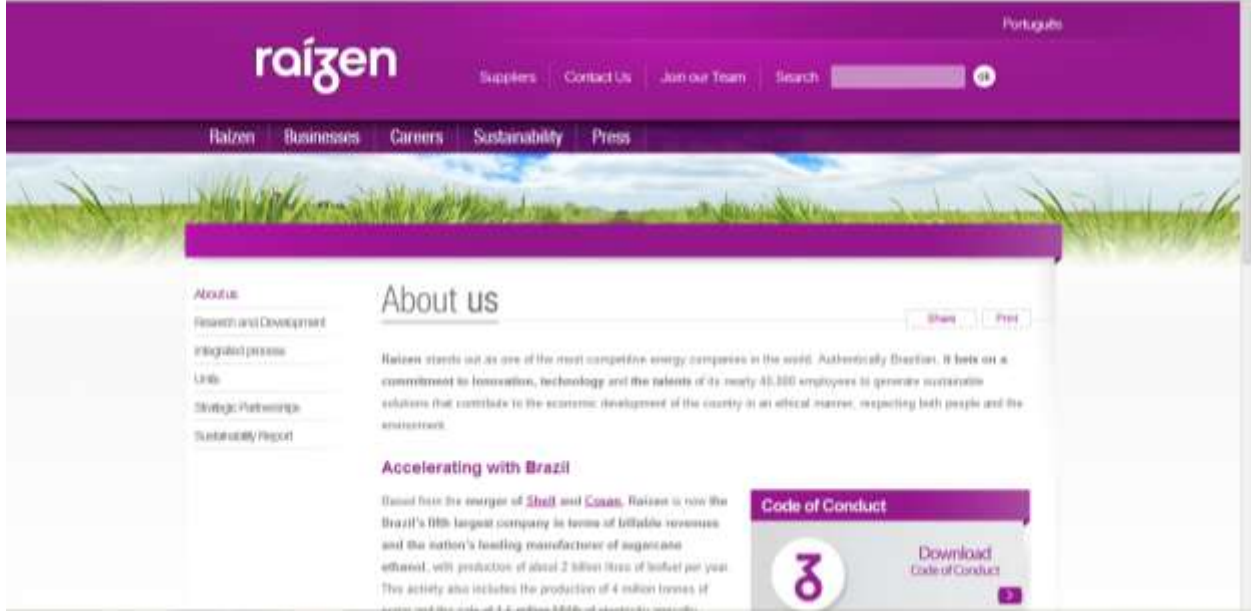 Português
raízen
Suppliers Contact Us Join our Team Search ok
Raízen Businesses Careers Sustainability Press
About us
Research and Development
Integrated process
Units
Strategic Partnerships
Sustainability Report
About us
Share Print
Raízen stands out as one of the most competitive energy companies in the world. Authentically Brazilian, it bets on a
commitment to innovation, technology and the talents of its nearly 40,000 employees to generate sustainable
solutions that contribute to the economic development of the country in an ethical manner, respecting both people and the
environment.
Accelerating with Brazil
from the merger of Shell and Cosan, Raízen is now the
Brazil's fifth largest company in terms of billable revenues
and the nation's leading manufacturer of sugarcane
ethanol, with production of about 2 billion litres of biofuel per year.
This activity also includes the production of 4 million tonnes of
Code of Conduct
Download
Code of Conduct